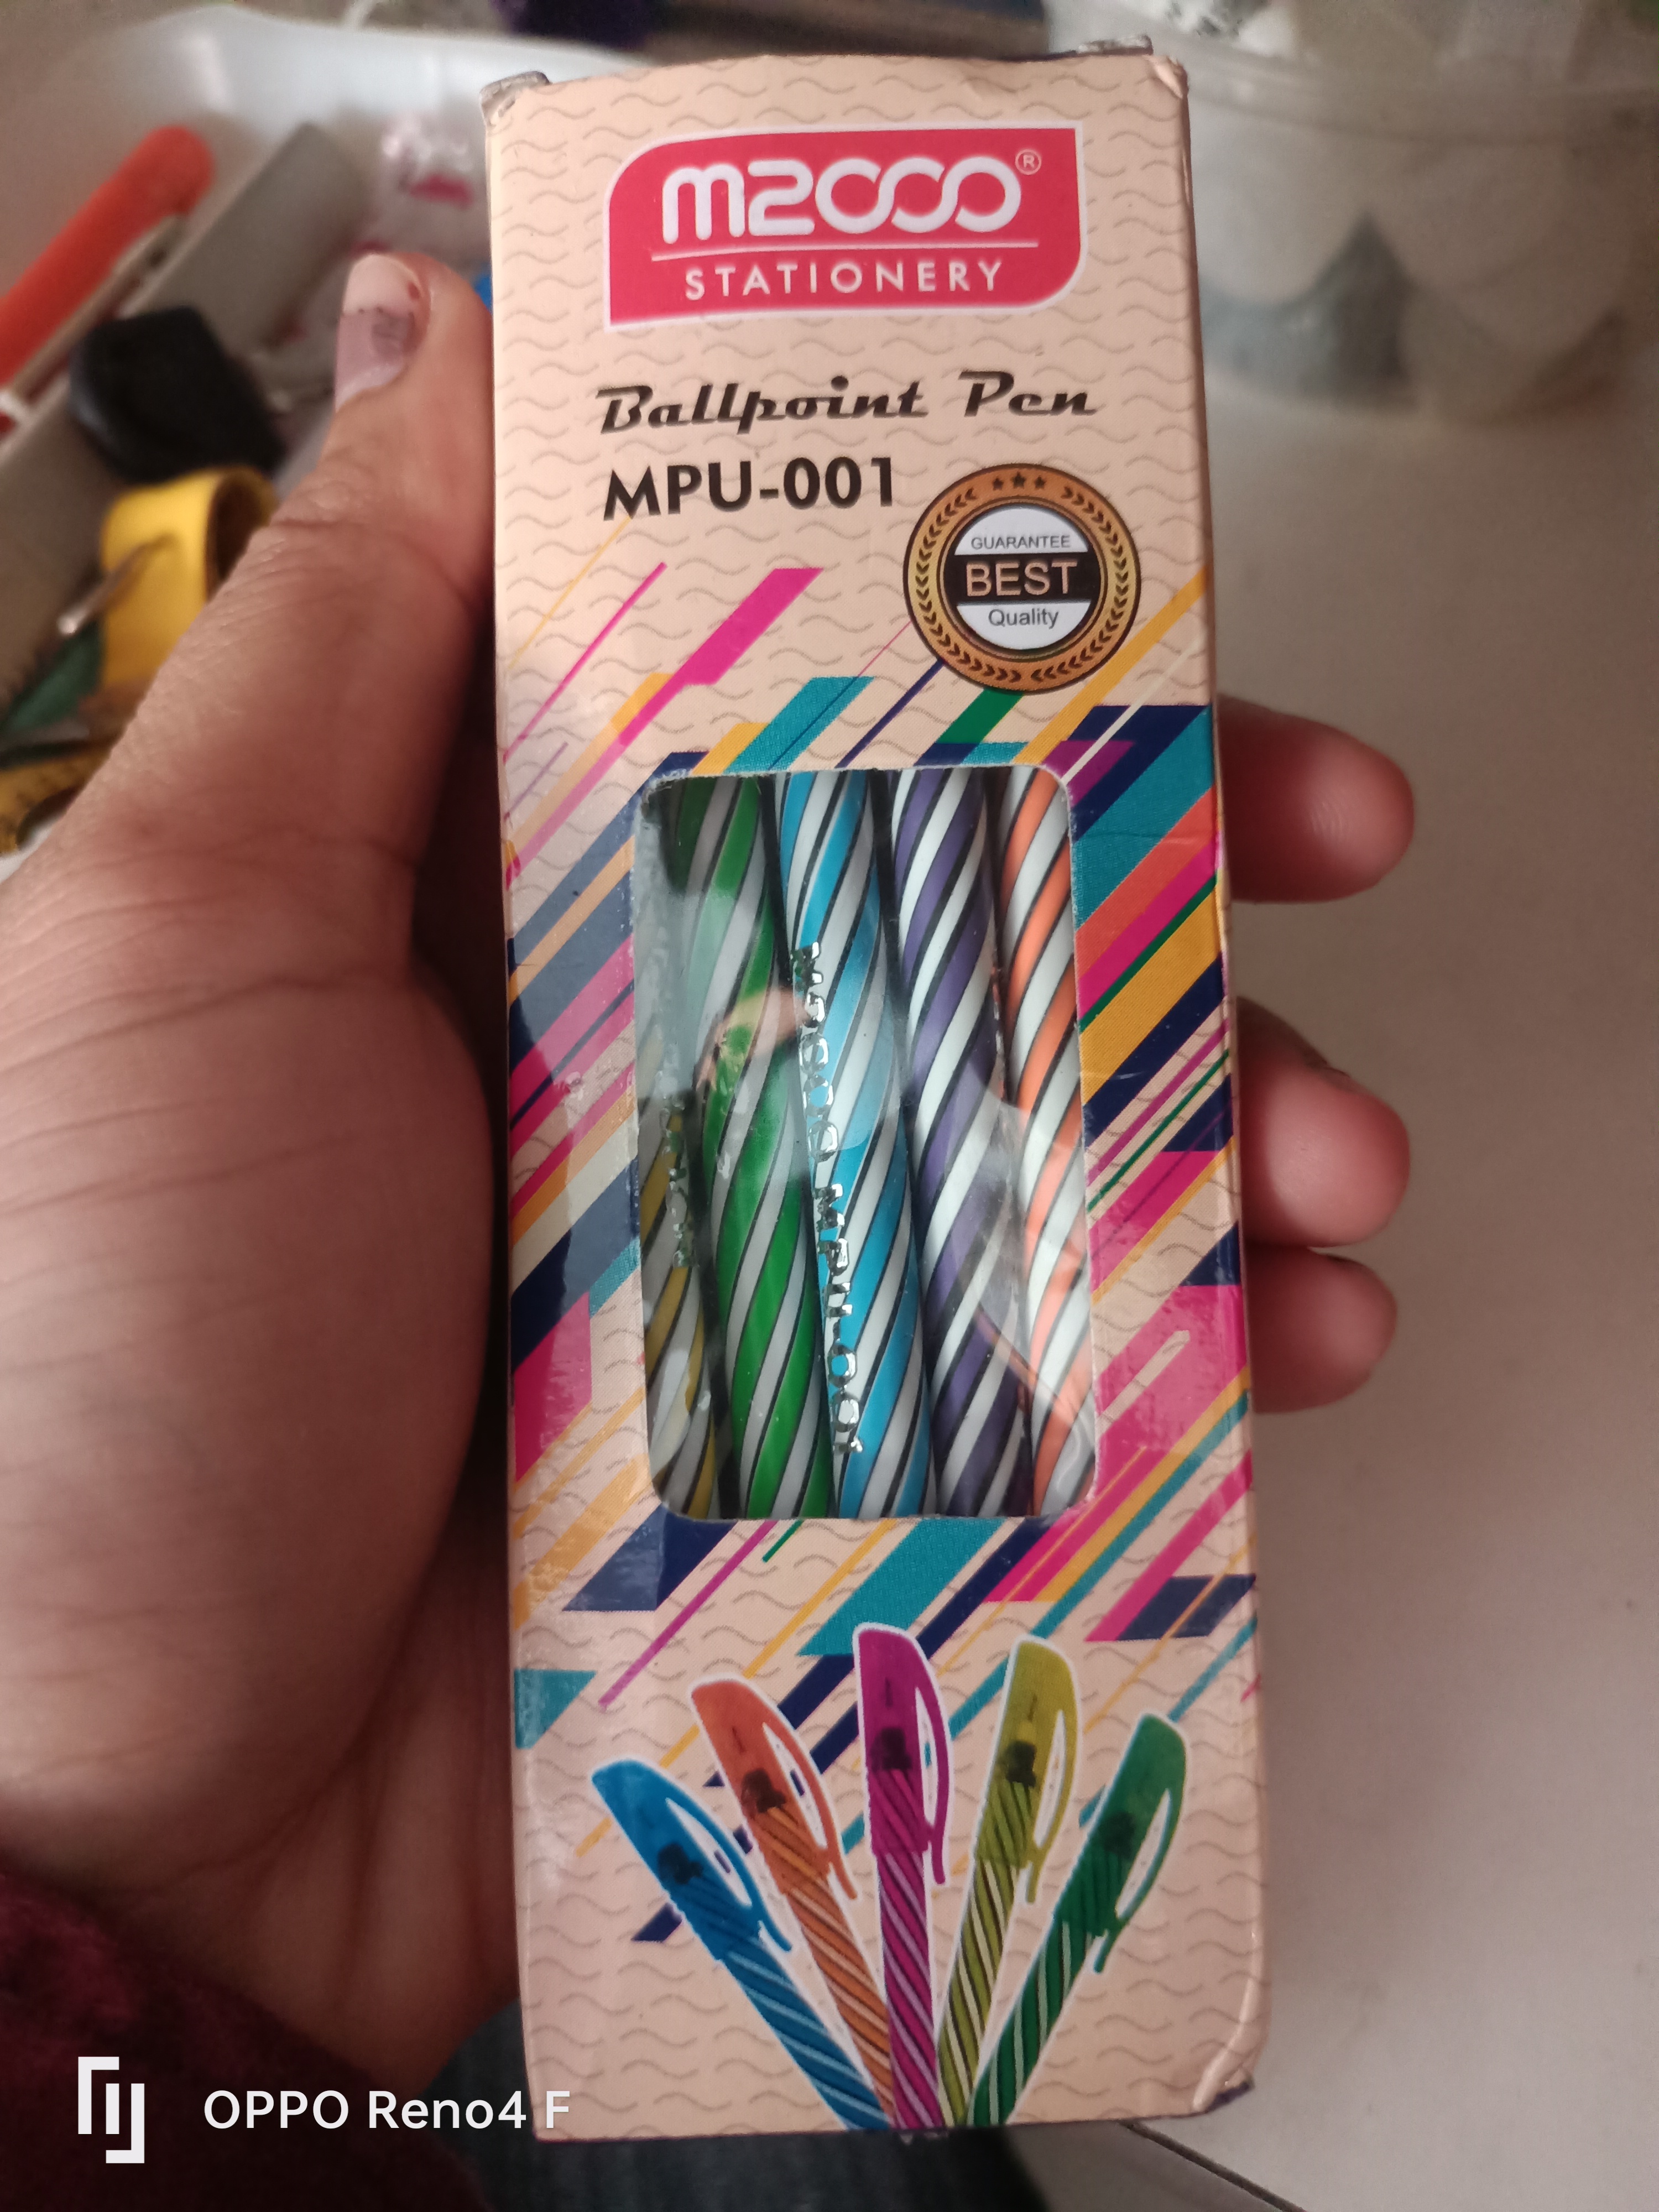 m2000®
STATIONERY
Ballpoint Pen
MPU-001
GUARANTEE
BEST
Quality
M2000 MPU-001
OPPO Reno4 F